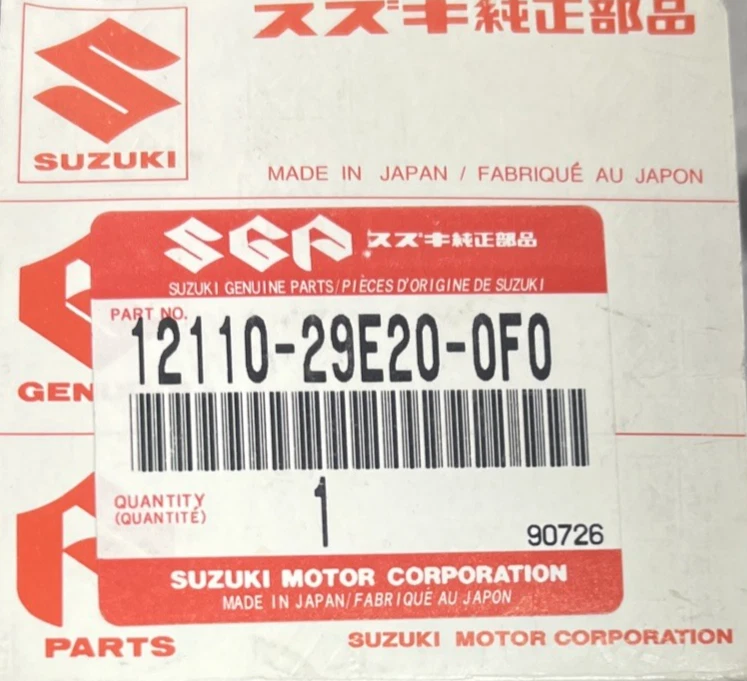 スズキ純正部品
SUZUKI
MADE IN JAPAN / FABRIQUÉ AU JAPON
SGP スズキ純正部品
SUZUKI GENUINE PARTS/PIÈCES D'ORIGINE DE SUZUKI
PART NO.
12110-29E20-0F0
GEN
QUANTITY
(QUANTITÉ)
1
90726
SUZUKI MOTOR CORPORATION
MADE IN JAPAN/FABRIQUÉ AU JAPON
PARTS
SUZUKI MOTOR CORPORATION